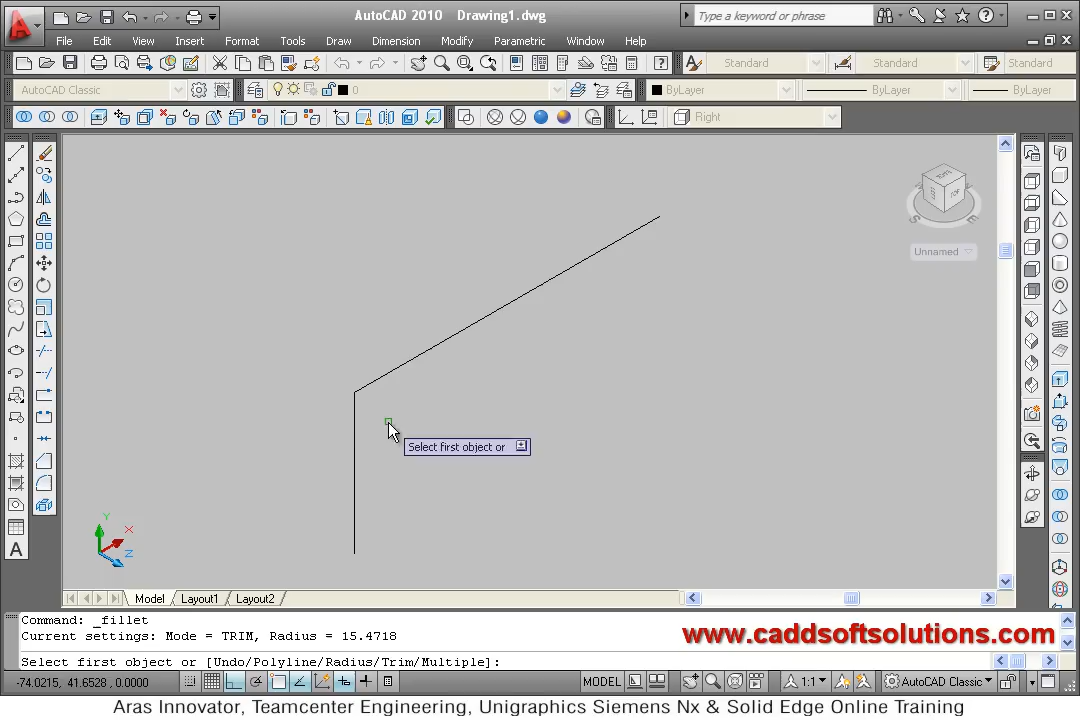 AutoCAD 2010 Drawing1.dwg
Type a keyword or phrase
File Edit View Insert Format Tools Draw Dimension Modify Parametric Window Help
Standard Standard Standard
AutoCAD Classic 0 ByLayer ByLayer ByLayer
Right
TOP
Unnamed
Select first object or
Y
X
Z
Model Layout1 Layout2
Command: _fillet
Current settings: Mode = TRIM, Radius = 15.4718
www.caddsoftsolutions.com
Select first object or [Undo/Polyline/Radius/Trim/Multiple]:
-74.0215, 41.6528, 0.0000 MODEL 1:1 AutoCAD Classic
Aras Innovator, Teamcenter Engineering, Unigraphics Siemens Nx & Solid Edge Online Training